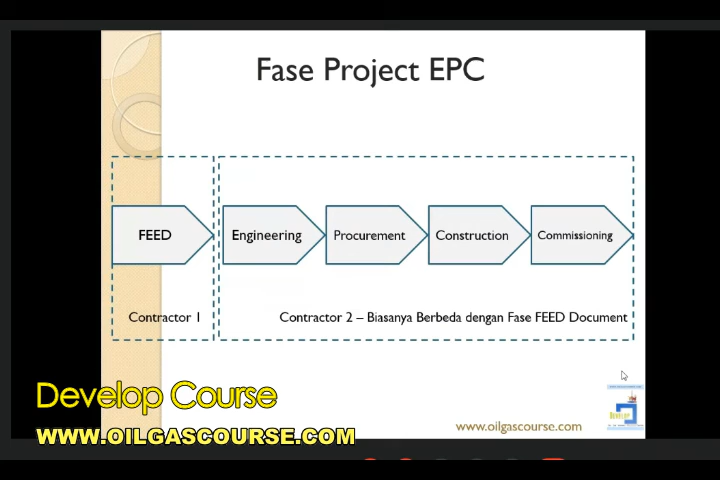 Fase Project EPC
FEED
Engineering
Procurement
Construction
Commissioning
Contractor 1
Contractor 2 – Biasanya Berbeda dengan Fase FEED Document
Develop Course
WWW.OILGASCOURSE.COM
www.oilgascourse.com